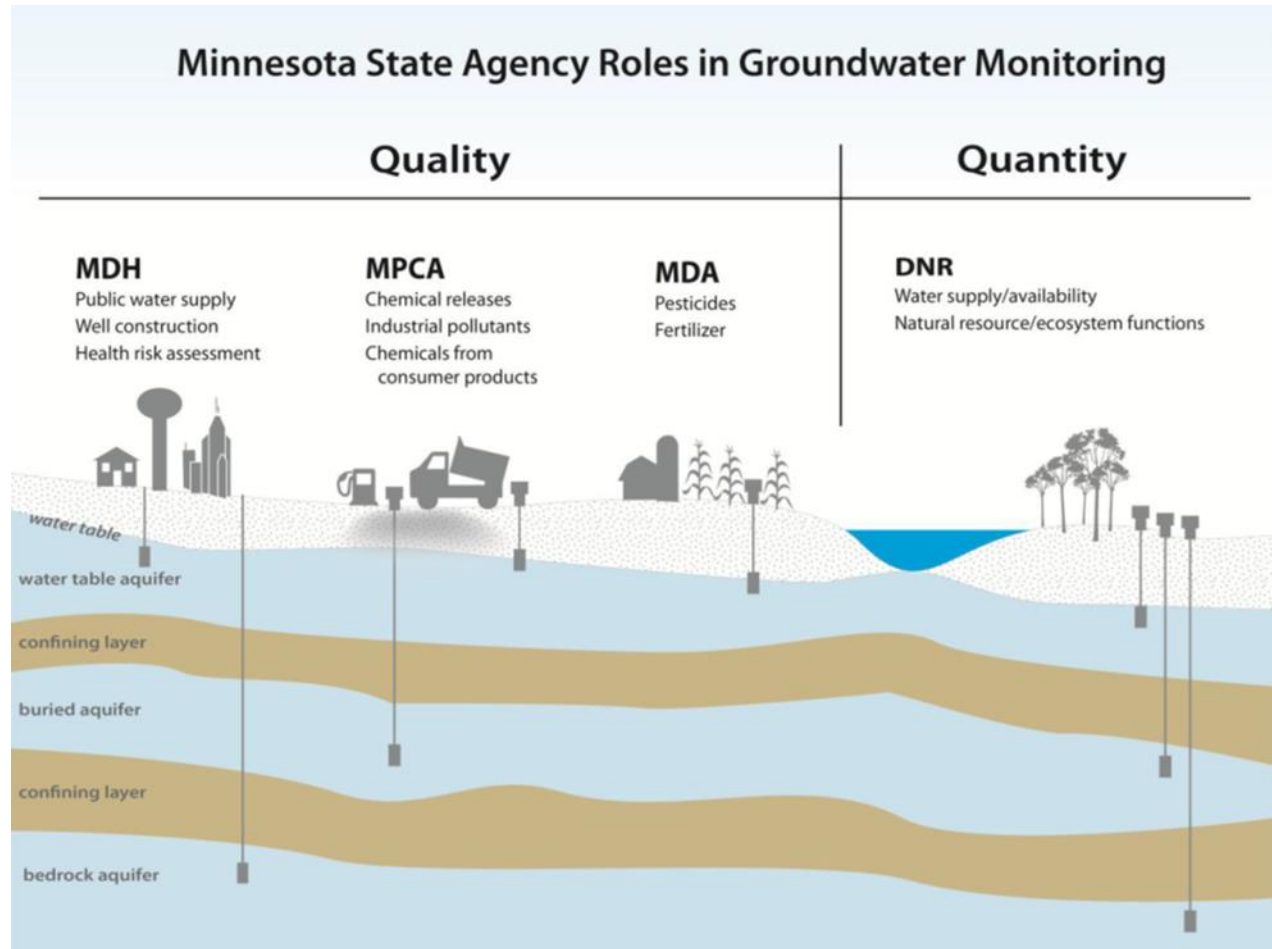 Minnesota State Agency Roles in Groundwater Monitoring
Quality
Quantity
MDH
Public water supply
Well construction
Health risk assessment
MPCA
Chemical releases
Industrial pollutants
Chemicals from
consumer products
MDA
Pesticides
Fertilizer
DNR
Water supply/availability
Natural resource/ecosystem functions
water table
water table aquifer
confining layer
buried aquifer
confining layer
bedrock aquifer